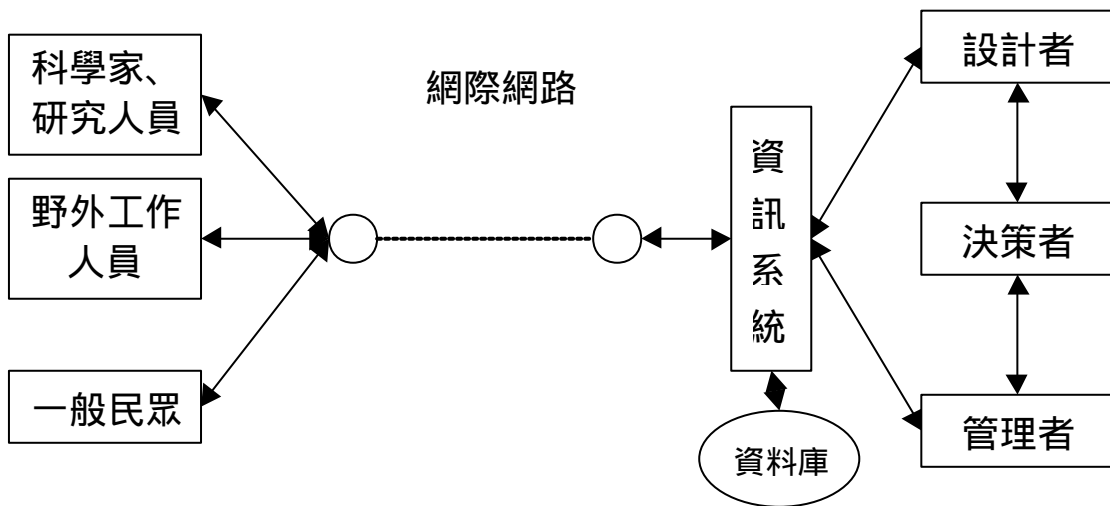 科學家、
研究人員
野外工作
人員
一般民眾
網際網路
資
訊
系
統
資料庫
設計者
決策者
管理者